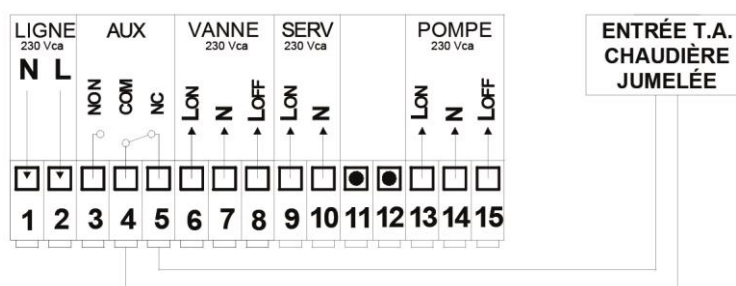 LIGNE AUX VANNE SERV POMPE
230 Vca 230 Vca 230 Vca 230 Vca
N L
NON COM NC LON N LOFF LON N LON N LOFF
1 2 3 4 5 6 7 8 9 10 11 12 13 14 15
ENTRÉE T.A.
CHAUDIÈRE
JUMELÉE